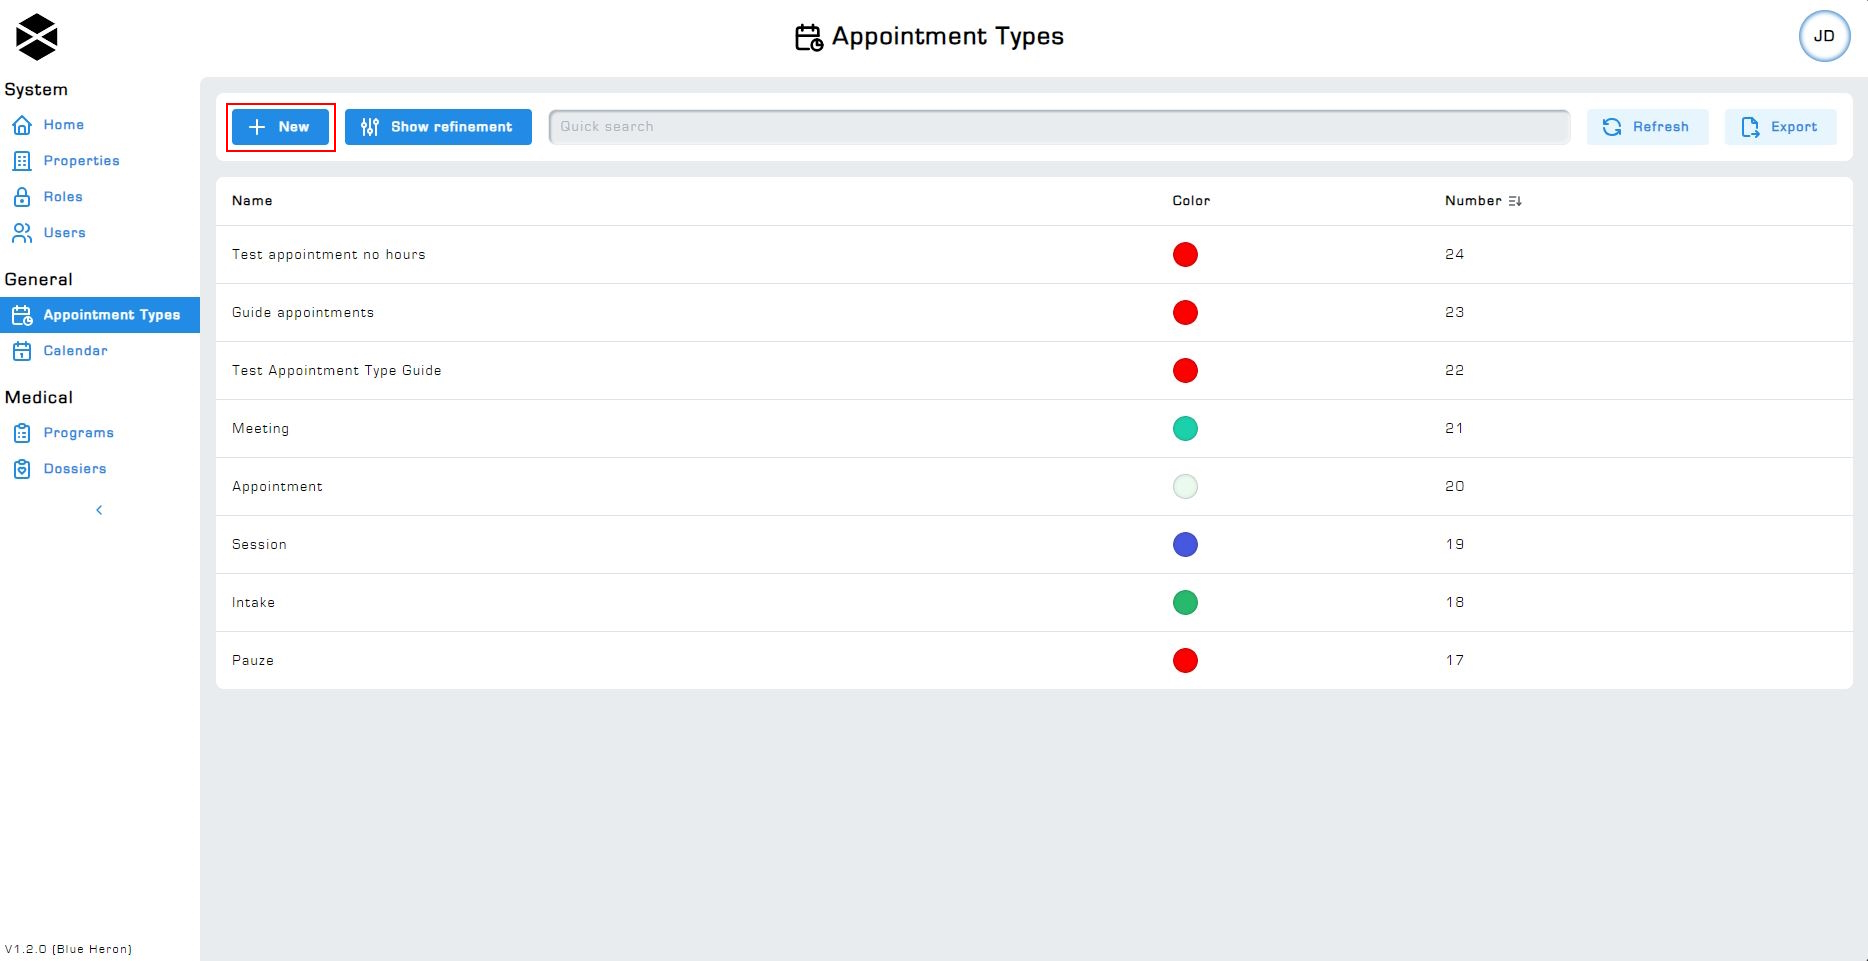 Appointment Types
JD
System
Home
Properties
Roles
Users
General
Appointment Types
Calendar
Medical
Programs
Dossiers
V1.2.0 (Blue Heron)
New Show refinement Quick search Refresh Export
Name Color Number
Test appointment no hours 24
Guide appointments 23
Test Appointment Type Guide 22
Meeting 21
Appointment 20
Session 19
Intake 18
Pauze 17